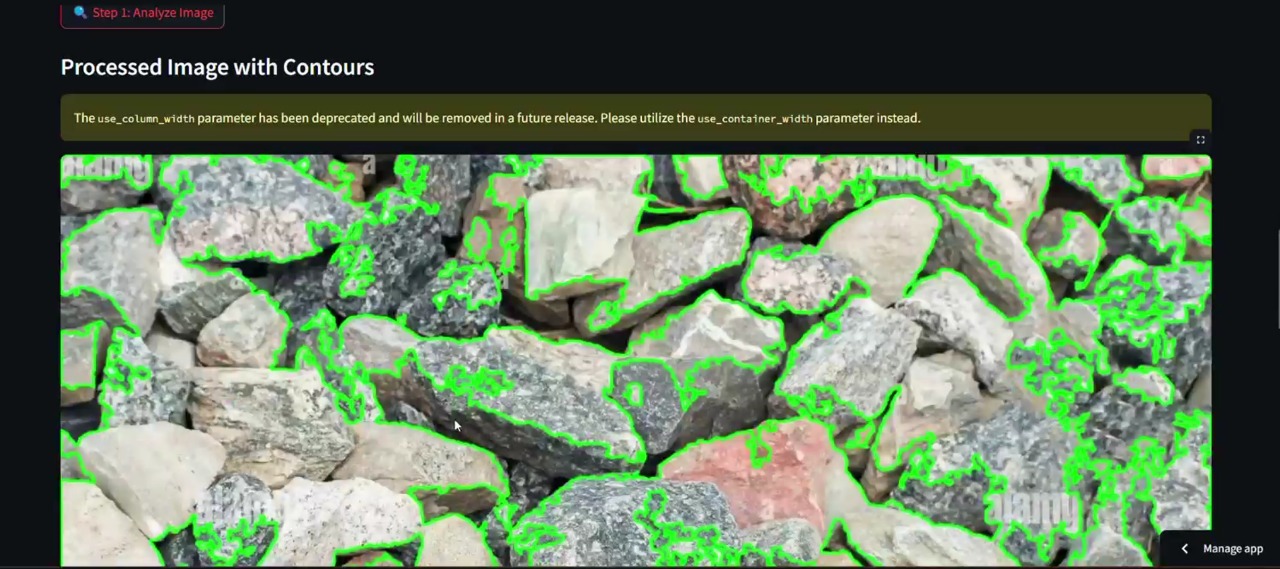 Step 1: Analyze Image
Processed Image with Contours
The use_column_width parameter has been deprecated and will be removed in a future release. Please utilize the use_container_width parameter instead.
alamy
a
alamy
alamy
alamy
Manage app